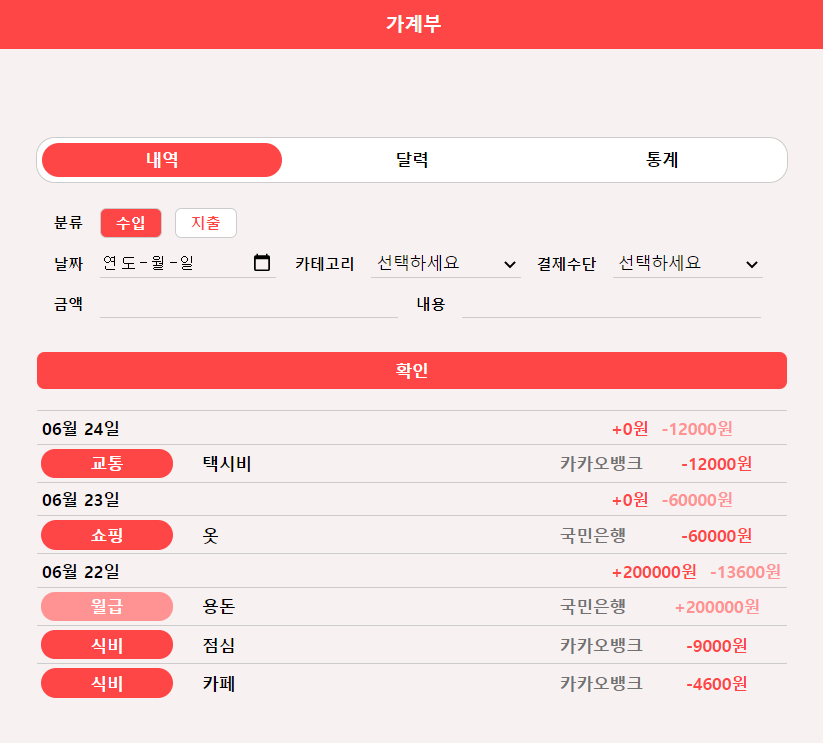 가계부
내역 달력 통계
분류 수입 지출
날짜 연도-월-일 카테고리 선택하세요 결제수단 선택하세요
금액 내용
확인
06월 24일 +0원 -12000원
교통 택시비 카카오뱅크 -12000원
06월 23일 +0원 -60000원
쇼핑 옷 국민은행 -60000원
06월 22일 +200000원 -13600원
월급 용돈 국민은행 +200000원
식비 점심 카카오뱅크 -9000원
식비 카페 카카오뱅크 -4600원